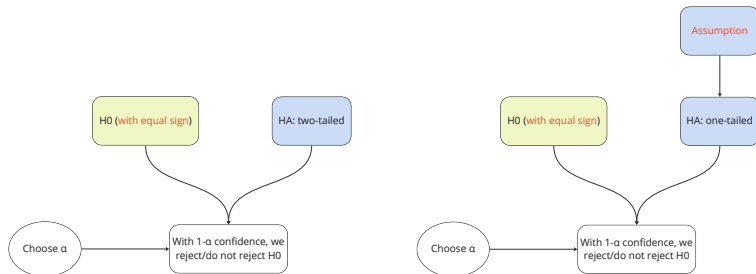 Assumption
H0 (with equal sign)
HA: two-tailed
H0 (with equal sign)
HA: one-tailed
Choose α
With 1-α confidence, we
reject/do not reject H0
Choose α
With 1-α confidence, we
reject/do not reject H0